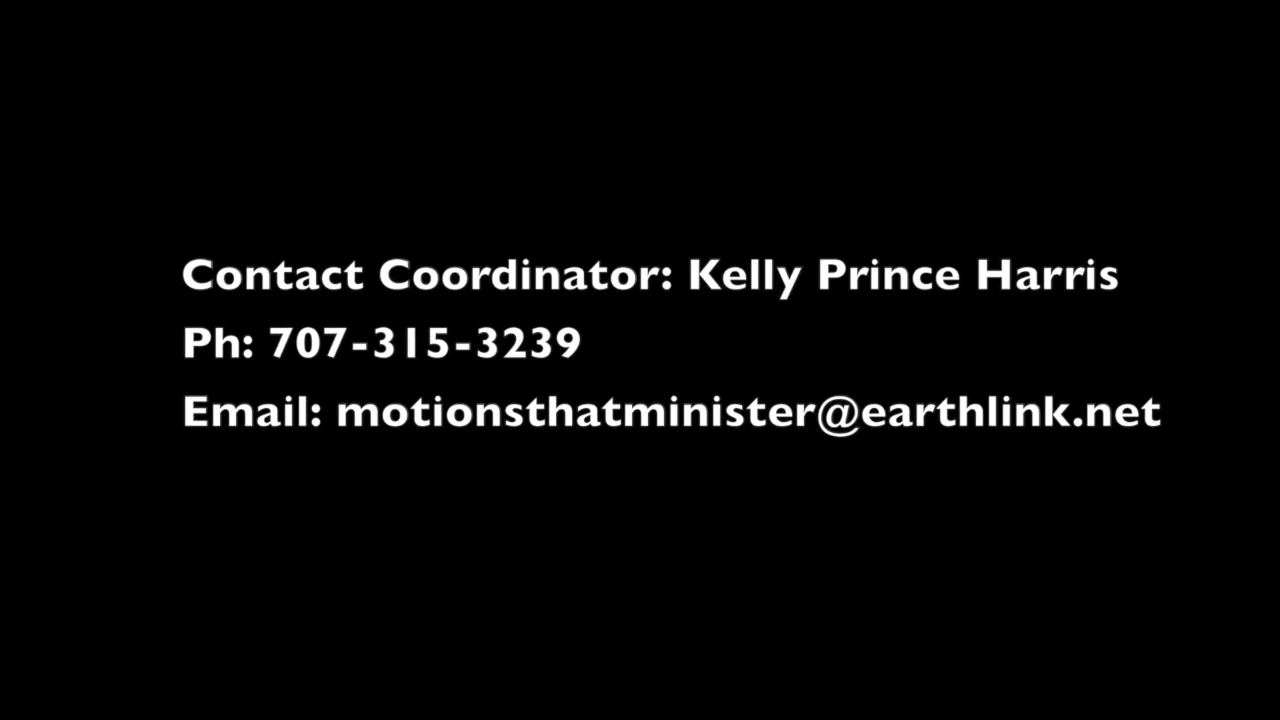 Contact Coordinator: Kelly Prince Harris
Ph: 707-315-3239
Email: motionsthatminister@earthlink.net